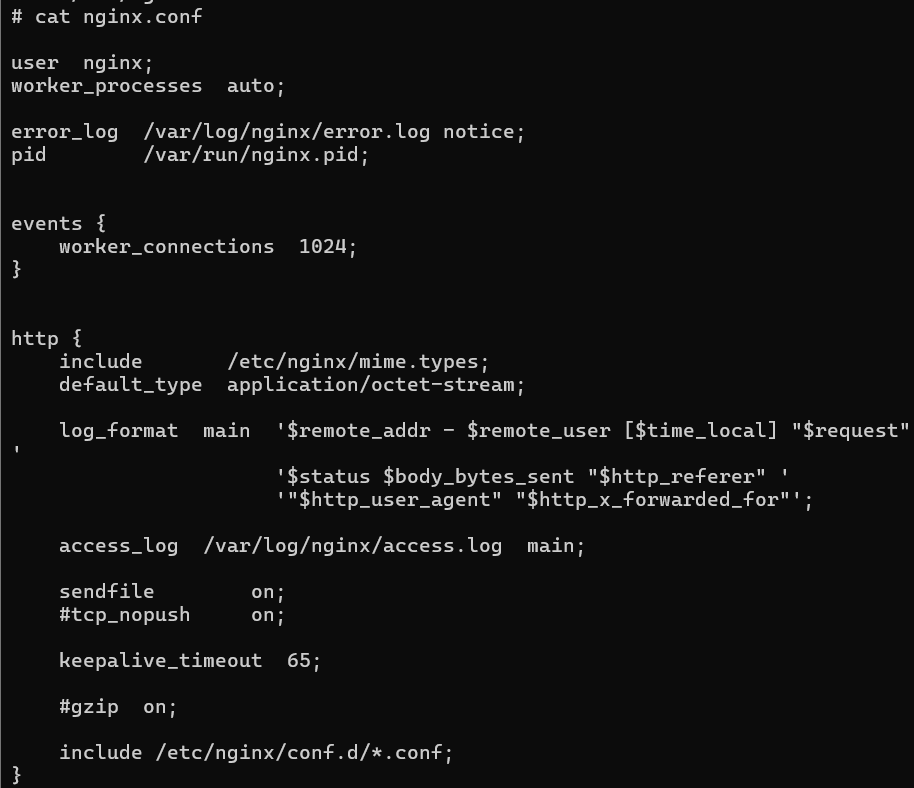 # cat nginx.conf

user  nginx;
worker_processes  auto;

error_log  /var/log/nginx/error.log notice;
pid        /var/run/nginx.pid;


events {
    worker_connections  1024;
}


http {
    include       /etc/nginx/mime.types;
    default_type  application/octet-stream;

    log_format  main  '$remote_addr - $remote_user [$time_local] "$request"
'
                      '$status $body_bytes_sent "$http_referer" '
                      '"$http_user_agent" "$http_x_forwarded_for"';

    access_log  /var/log/nginx/access.log  main;

    sendfile        on;
    #tcp_nopush     on;

    keepalive_timeout  65;

    #gzip  on;

    include /etc/nginx/conf.d/*.conf;
}